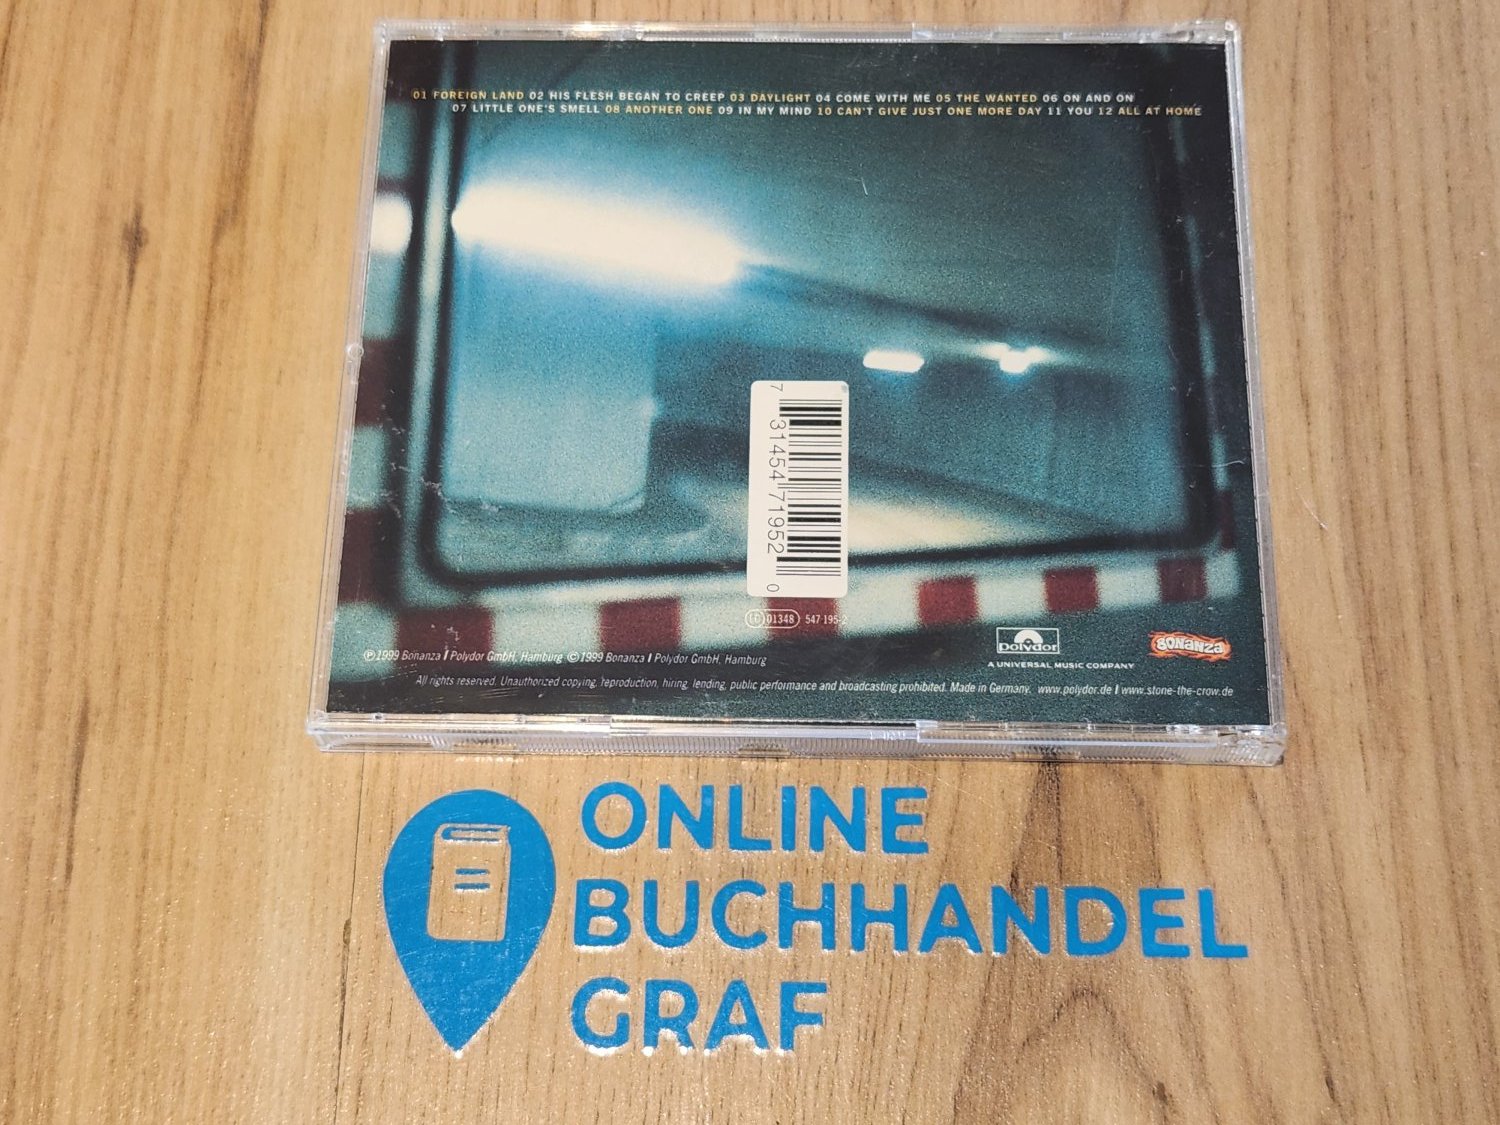 01 FOREIGN LAND 02 HIS FLESH BEGAN TO CREEP 03 DAYLIGHT 04 COME WITH ME 05 THE WANTED 06 ON AND ON
07 LITTLE ONE'S SMELL 08 ANOTHER ONE 09 IN MY MIND 10 CAN'T GIVE JUST ONE MORE DAY 11 YOU 12 ALL AT HOME
7 31454 71952 0
LC 01348 547 195-2
℗1999 Bonanza I Polydor GmbH, Hamburg ©1999 Bonanza I Polydor GmbH, Hamburg
Polydor
A UNIVERSAL MUSIC COMPANY
BONANZA
All rights reserved. Unauthorized copying, reproduction, hiring, lending, public performance and broadcasting prohibited. Made in Germany. www.polydor.de I www.stone-the-crow.de
ONLINE
BUCHHANDEL
GRAF